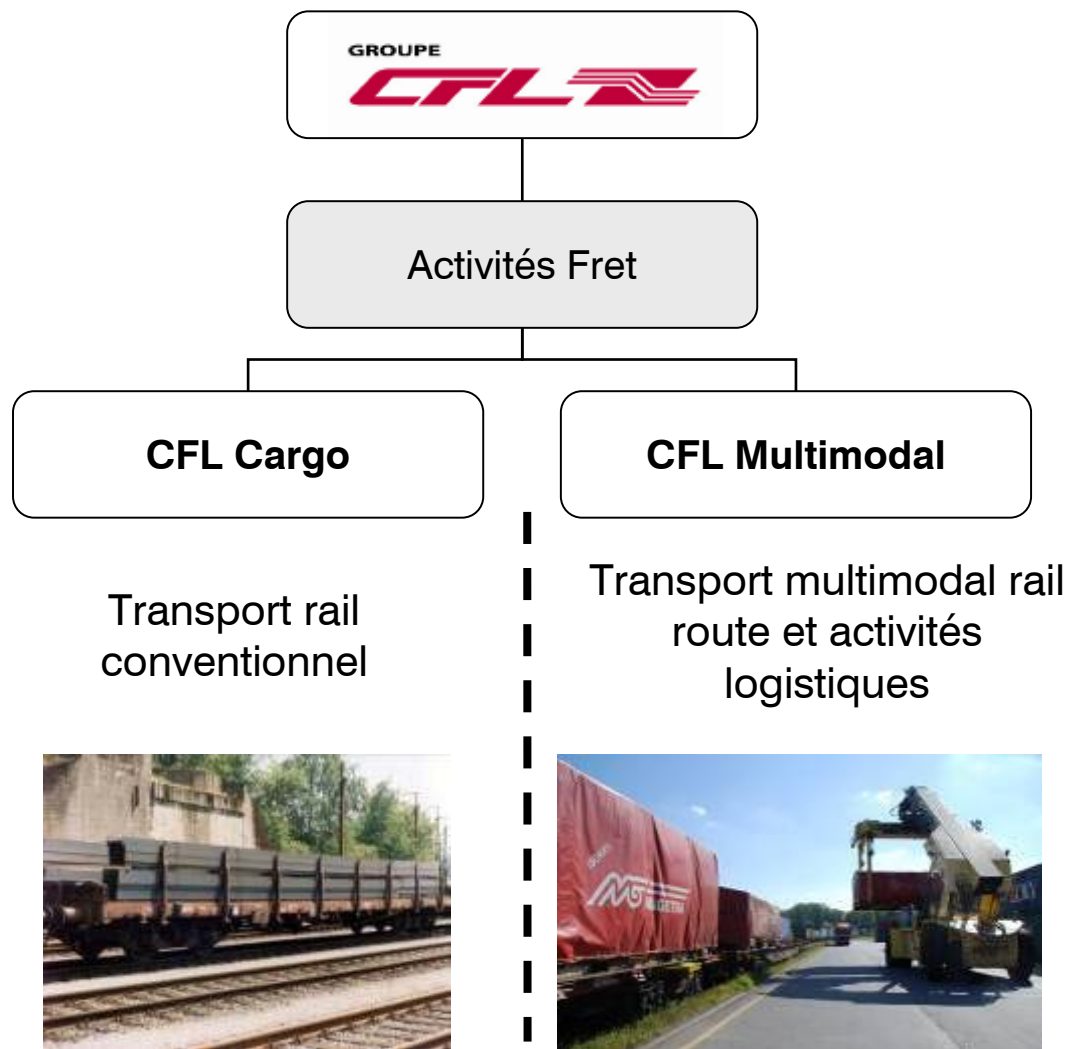 GROUPE
CFL
Activités Fret
CFL Cargo
CFL Multimodal
Transport rail
conventionnel
Transport multimodal rail
route et activités
logistiques